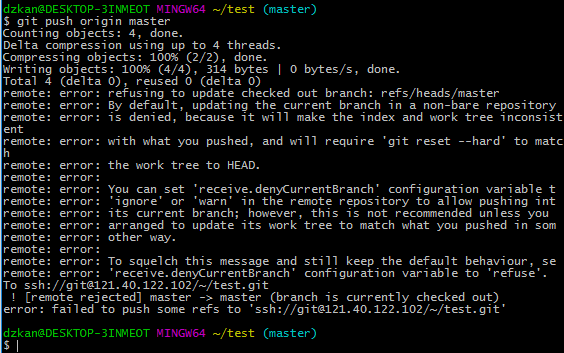 dzkan@DESKTOP-3INMEOT MINGW64 ~/test (master)
$ git push origin master
Counting objects: 4, done.
Delta compression using up to 4 threads.
Compressing objects: 100% (2/2), done.
Writing objects: 100% (4/4), 314 bytes | 0 bytes/s, done.
Total 4 (delta 0), reused 0 (delta 0)
remote: error: refusing to update checked out branch: refs/heads/master
remote: error: By default, updating the current branch in a non-bare repository
remote: error: is denied, because it will make the index and work tree inconsist
ent
remote: error: with what you pushed, and will require 'git reset --hard' to matc
h
remote: error: the work tree to HEAD.
remote: error:
remote: error: You can set 'receive.denyCurrentBranch' configuration variable t
remote: error: 'ignore' or 'warn' in the remote repository to allow pushing int
remote: error: its current branch; however, this is not recommended unless you
remote: error: arranged to update its work tree to match what you pushed in som
remote: error: other way.
remote: error:
remote: error: To squelch this message and still keep the default behaviour, se
remote: error: 'receive.denyCurrentBranch' configuration variable to 'refuse'.
To ssh://git@121.40.122.102/~/test.git
 ! [remote rejected] master -> master (branch is currently checked out)
error: failed to push some refs to 'ssh://git@121.40.122.102/~/test.git'
dzkan@DESKTOP-3INMEOT MINGW64 ~/test (master)
$